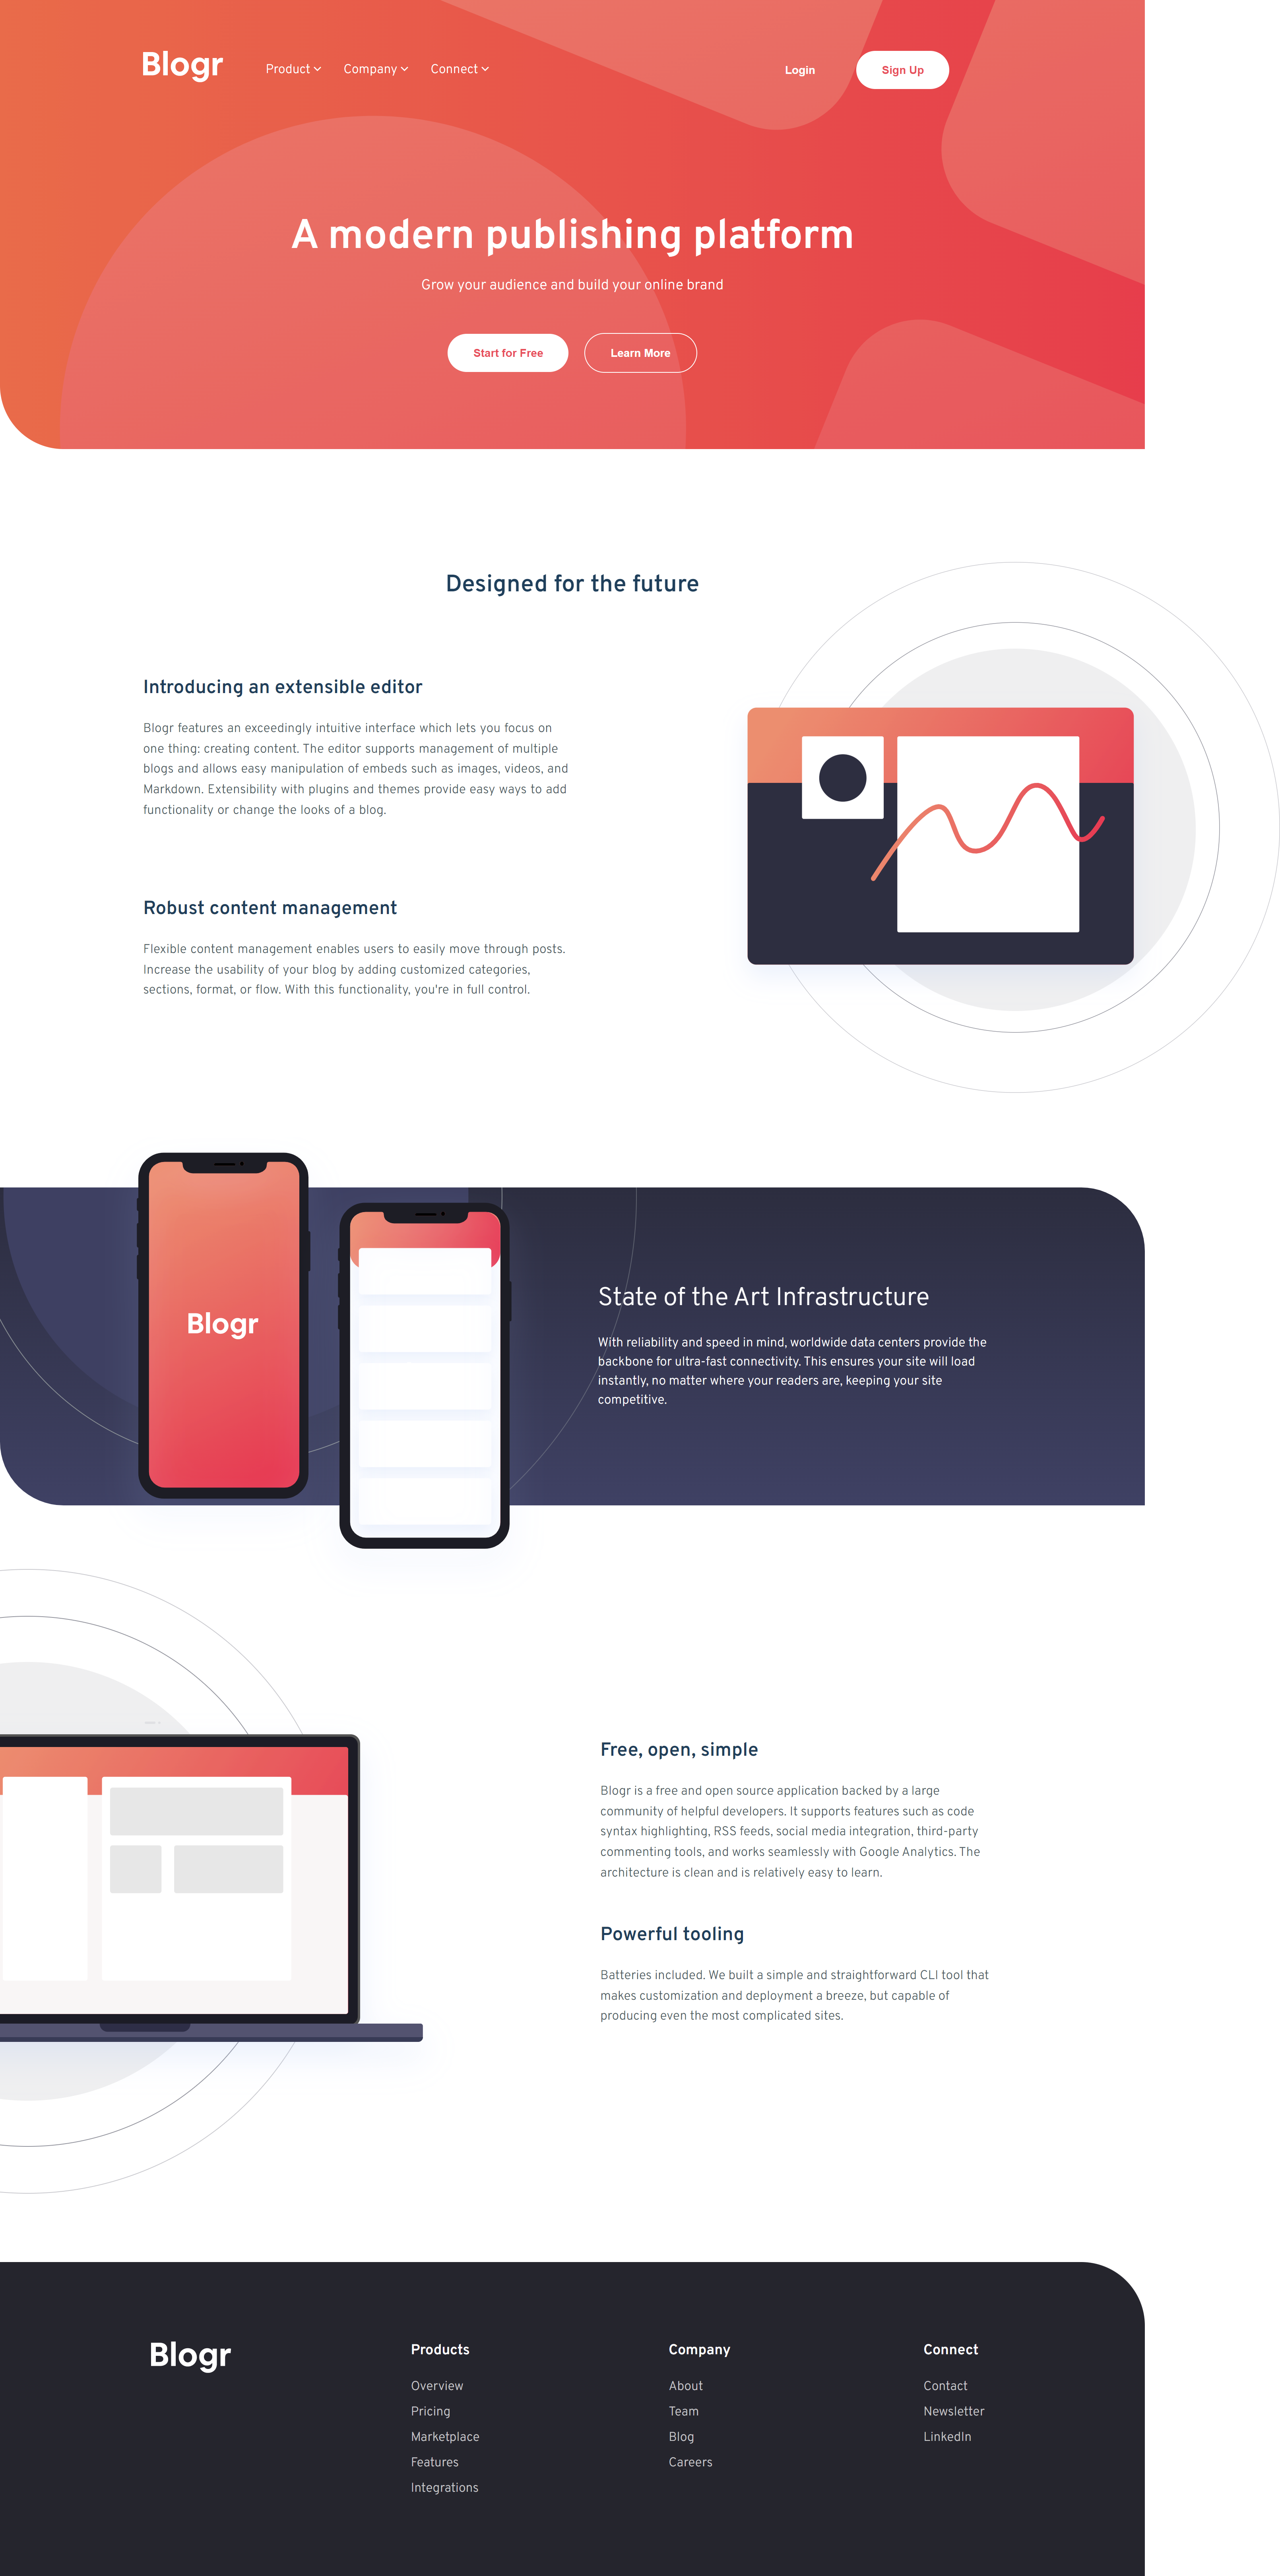 Blogr
Product
Company
Connect
Login
Sign Up
A modern publishing platform
Grow your audience and build your online brand
Start for Free
Learn More
Designed for the future
Introducing an extensible editor
Blogr features an exceedingly intuitive interface which lets you focus on
one thing: creating content. The editor supports management of multiple
blogs and allows easy manipulation of embeds such as images, videos, and
Markdown. Extensibility with plugins and themes provide easy ways to add
functionality or change the looks of a blog.
Robust content management
Flexible content management enables users to easily move through posts.
Increase the usability of your blog by adding customized categories,
sections, format, or flow. With this functionality, you're in full control.
Blogr
State of the Art Infrastructure
With reliability and speed in mind, worldwide data centers provide the
backbone for ultra-fast connectivity. This ensures your site will load
instantly, no matter where your readers are, keeping your site
competitive.
Free, open, simple
Blogr is a free and open source application backed by a large
community of helpful developers. It supports features such as code
syntax highlighting, RSS feeds, social media integration, third-party
commenting tools, and works seamlessly with Google Analytics. The
architecture is clean and is relatively easy to learn.
Powerful tooling
Batteries included. We built a simple and straightforward CLI tool that
makes customization and deployment a breeze, but capable of
producing even the most complicated sites.
Blogr
Products
Overview
Pricing
Marketplace
Features
Integrations
Company
About
Team
Blog
Careers
Connect
Contact
Newsletter
LinkedIn